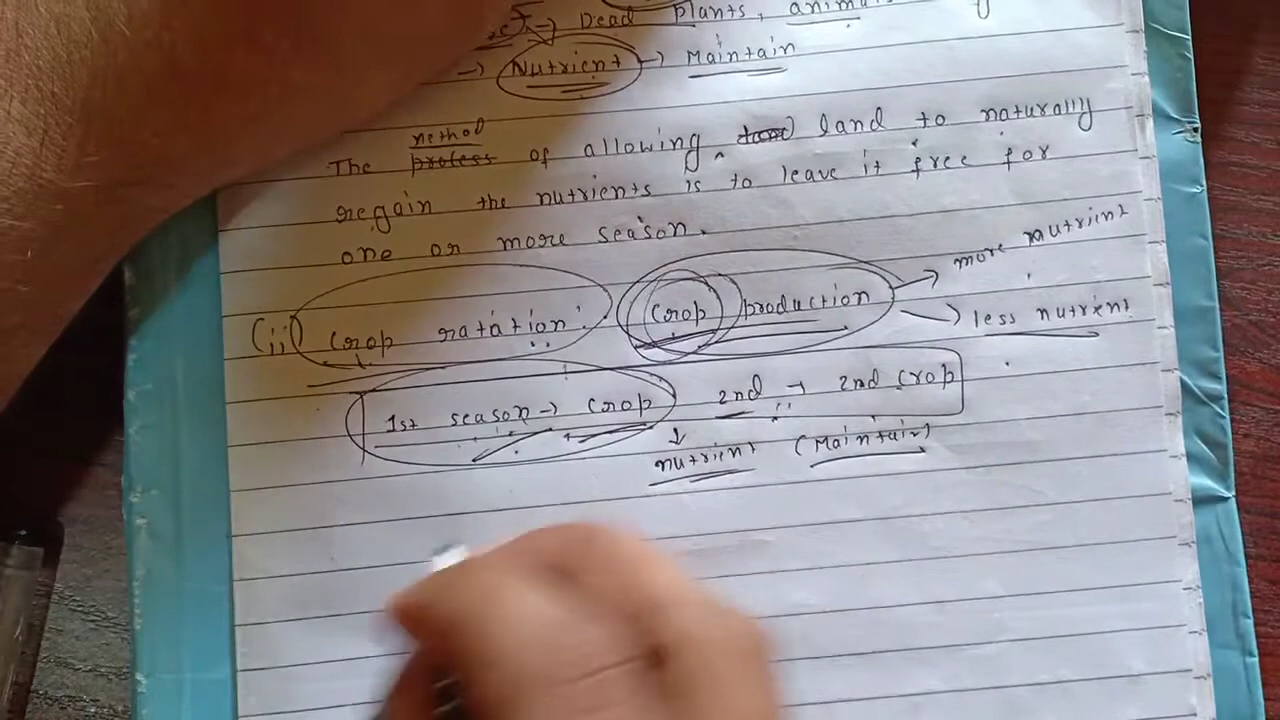 → Dead plants,
→ Nutrient → Maintain
method
The process of allowing land to naturally
regain the nutrients is to leave it free for
one or more season.
(ii) Crop ratation: Crop production → more nutrient
→ less nutrient
1st season → Crop 2nd → 2nd crop
↓
nutrient (Maintain)